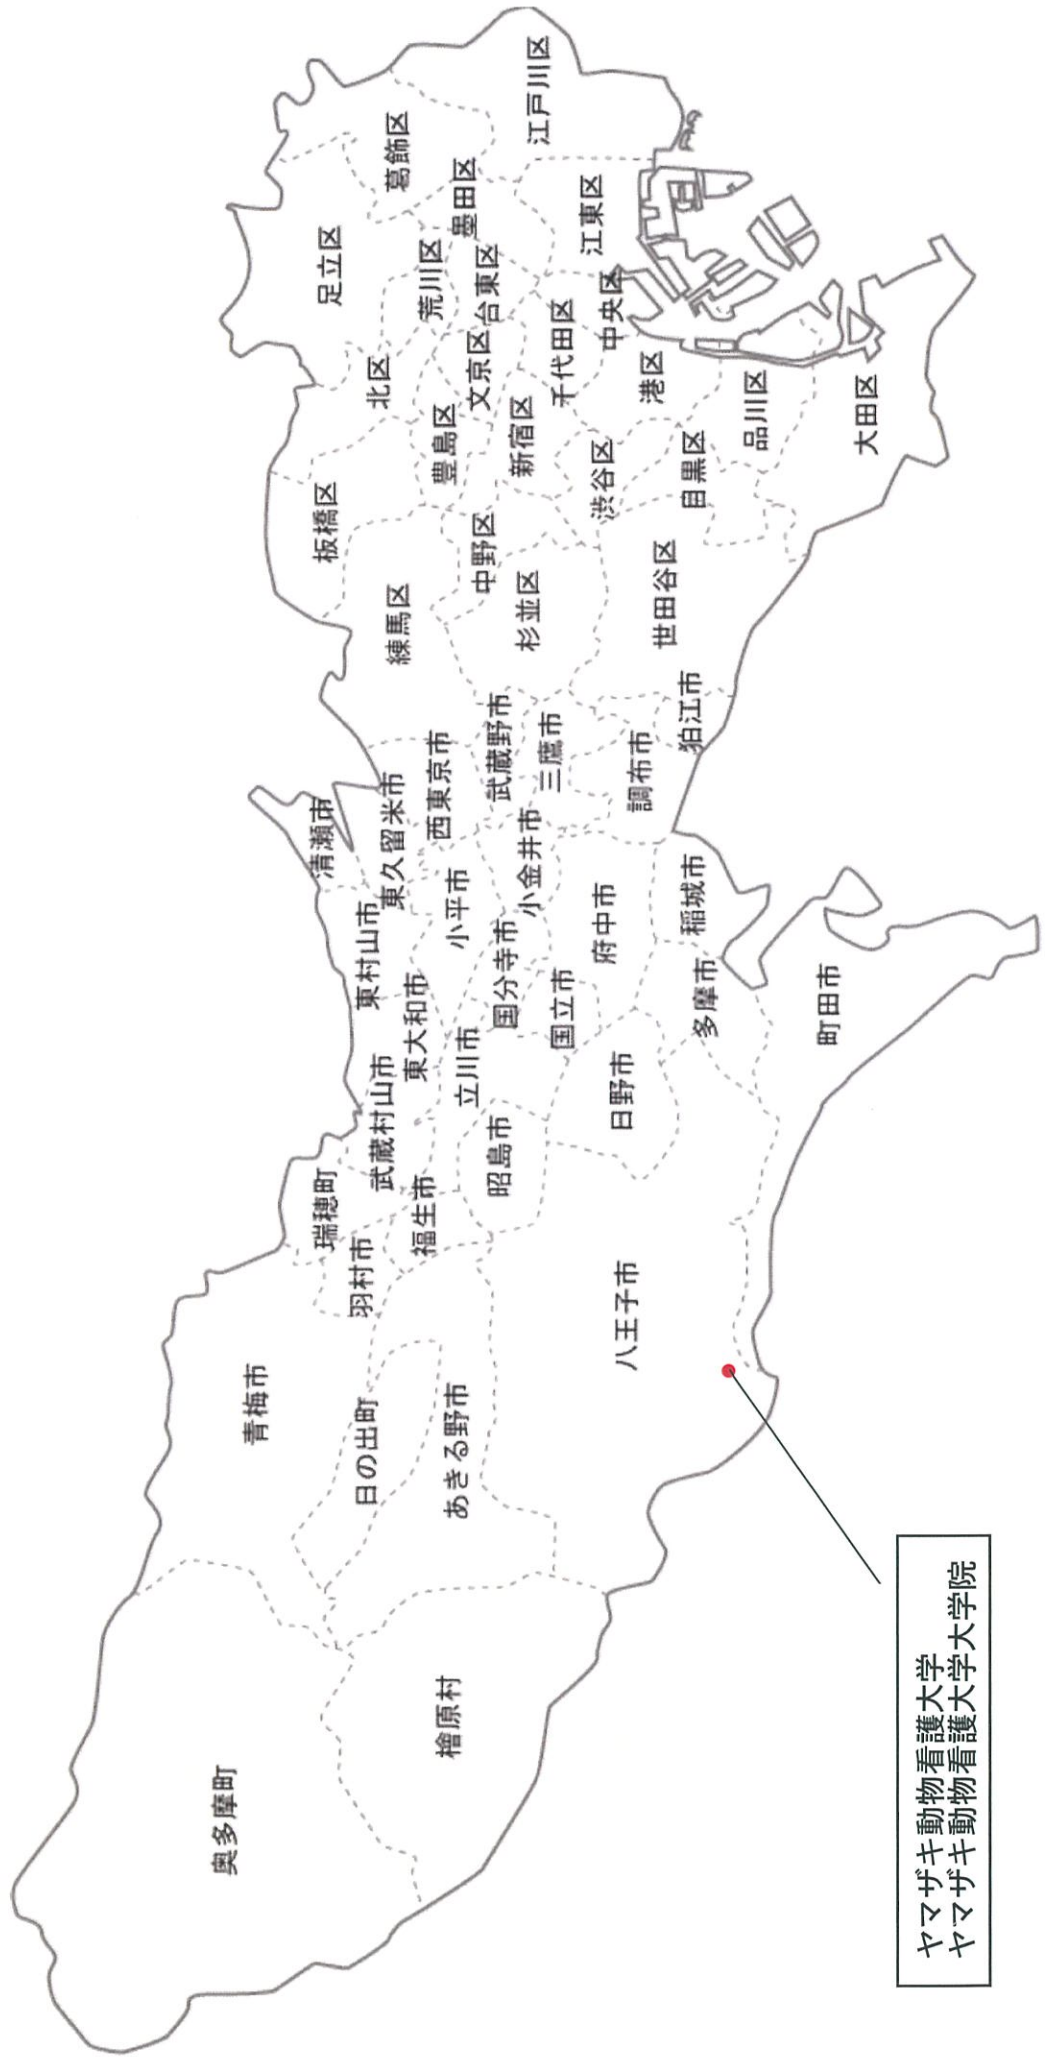 奥多摩町
檜原村
青梅市
日の出町
あきる野市
八王子市
瑞穂町
羽村市
福生市
武蔵村山市
昭島市
立川市
東大和市
東村山市
日野市
国立市
国分寺市
小平市
府中市
小金井市
多摩市
稲城市
町田市
清瀬市
東久留米市
西東京市
武蔵野市
三鷹市
調布市
狛江市
練馬区
板橋区
中野区
杉並区
世田谷区
豊島区
新宿区
渋谷区
目黒区
北区
文京区
千代田区
港区
品川区
大田区
足立区
荒川区
台東区
中央区
葛飾区
墨田区
江東区
江戸川区
ヤマザキ動物看護大学
ヤマザキ動物看護大学大学院